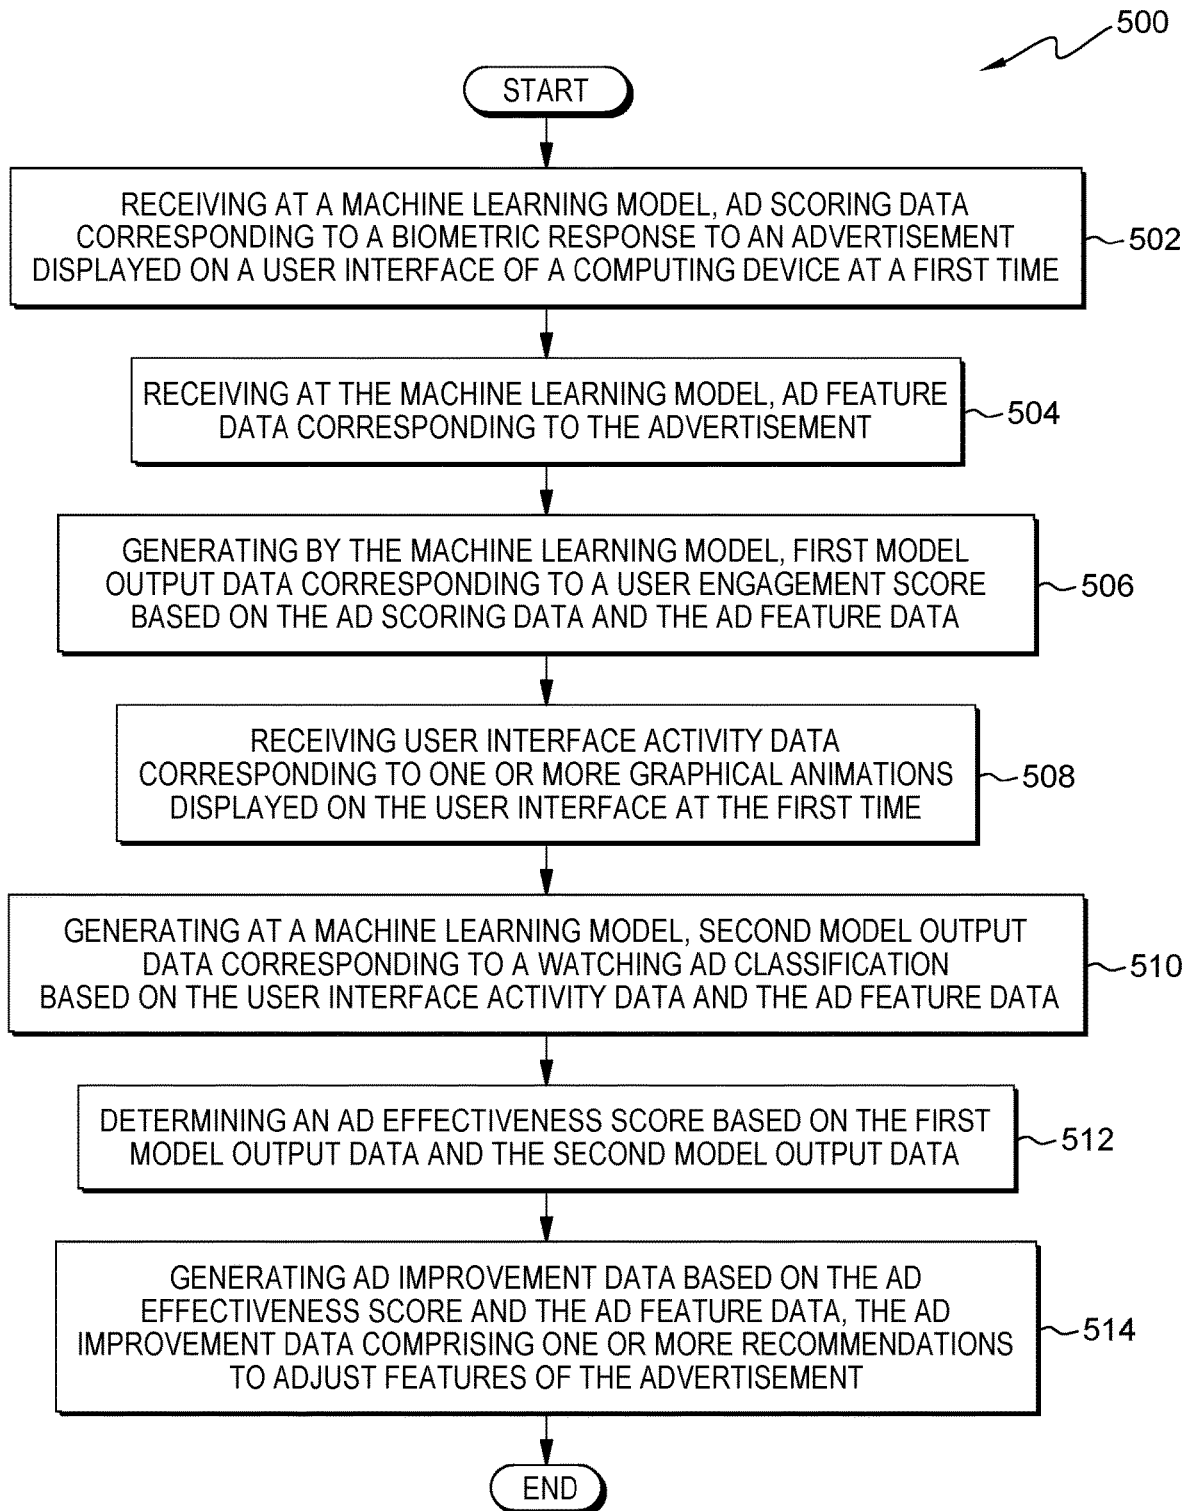 500
START
RECEIVING AT A MACHINE LEARNING MODEL, AD SCORING DATA
CORRESPONDING TO A BIOMETRIC RESPONSE TO AN ADVERTISEMENT
DISPLAYED ON A USER INTERFACE OF A COMPUTING DEVICE AT A FIRST TIME
502
RECEIVING AT THE MACHINE LEARNING MODEL, AD FEATURE
DATA CORRESPONDING TO THE ADVERTISEMENT
504
GENERATING BY THE MACHINE LEARNING MODEL, FIRST MODEL
OUTPUT DATA CORRESPONDING TO A USER ENGAGEMENT SCORE
BASED ON THE AD SCORING DATA AND THE AD FEATURE DATA
506
RECEIVING USER INTERFACE ACTIVITY DATA
CORRESPONDING TO ONE OR MORE GRAPHICAL ANIMATIONS
DISPLAYED ON THE USER INTERFACE AT THE FIRST TIME
508
GENERATING AT A MACHINE LEARNING MODEL, SECOND MODEL OUTPUT
DATA CORRESPONDING TO A WATCHING AD CLASSIFICATION
BASED ON THE USER INTERFACE ACTIVITY DATA AND THE AD FEATURE DATA
510
DETERMINING AN AD EFFECTIVENESS SCORE BASED ON THE FIRST
MODEL OUTPUT DATA AND THE SECOND MODEL OUTPUT DATA
512
GENERATING AD IMPROVEMENT DATA BASED ON THE AD
EFFECTIVENESS SCORE AND THE AD FEATURE DATA, THE AD
IMPROVEMENT DATA COMPRISING ONE OR MORE RECOMMENDATIONS
TO ADJUST FEATURES OF THE ADVERTISEMENT
514
END